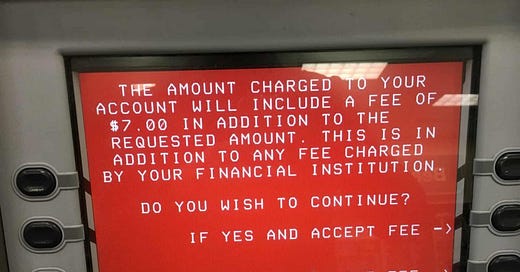 THE AMOUNT CHARGED TO YOUR
ACCOUNT WILL INCLUDE A FEE OF
$7.00 IN ADDITION TO THE
REQUESTED AMOUNT. THIS IS IN
ADDITION TO ANY FEE CHARGED
BY YOUR FINANCIAL INSTITUTION.
DO YOU WISH TO CONTINUE?
IF YES AND ACCEPT FEE ->